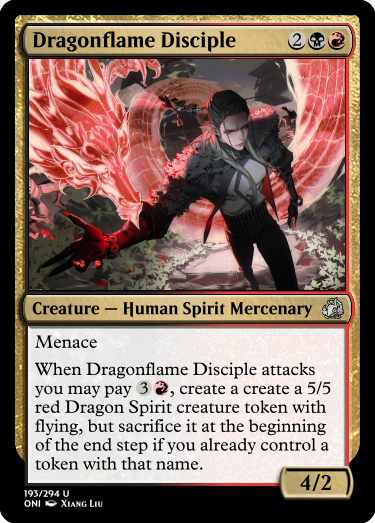 Dragonflame Disciple 2
Creature — Human Spirit Mercenary
Menace
When Dragonflame Disciple attacks
you may pay 3 , create a create a 5/5
red Dragon Spirit creature token with
flying, but sacrifice it at the beginning
of the end step if you already control a
token with that name.
4/2
193/294 U
ONI Xiang Liu